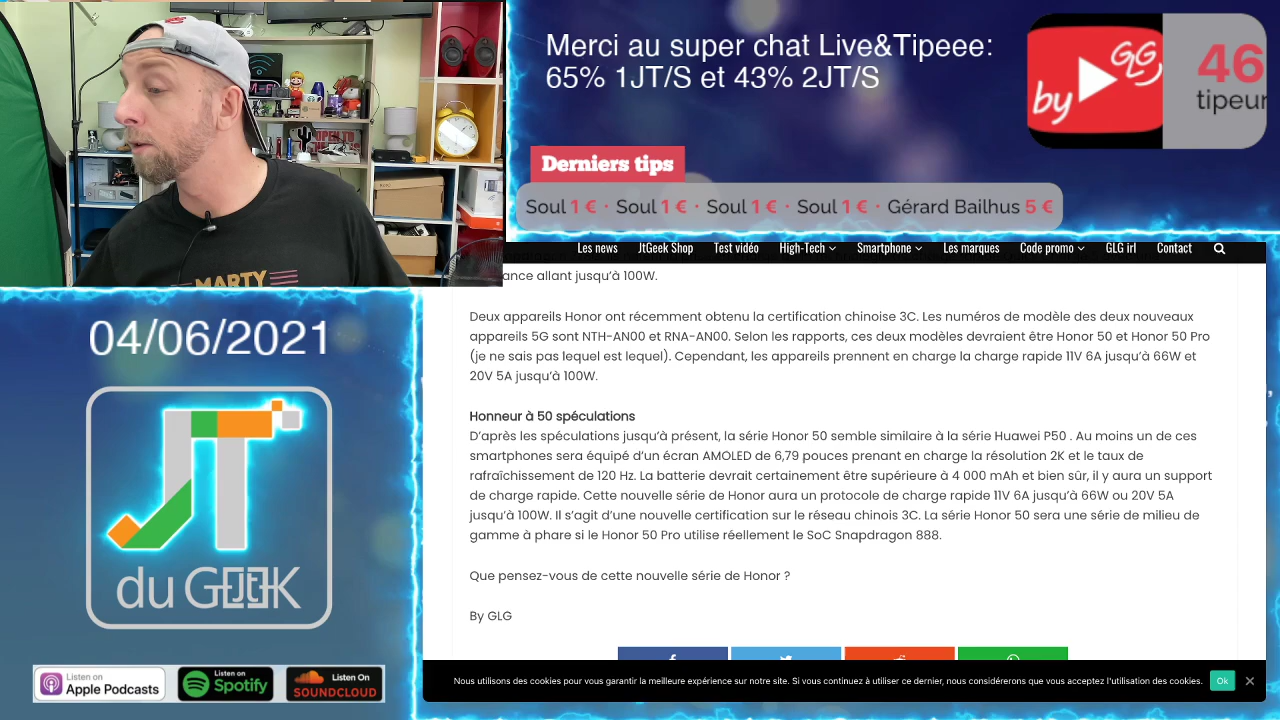 Merci au super chat Live&Tipeee:
65% 1JT/S et 43% 2JT/S
by GLG
46
tipeur
Derniers tips
Soul 1 € · Soul 1 € · Soul 1 € · Soul 1 € · Gérard Bailhus 5 €
MARTY
Les news JtGeek Shop Test vidéo High-Tech Smartphone Les marques Code promo GLG irl Contact
ance allant jusqu'à 100W.
Deux appareils Honor ont récemment obtenu la certification chinoise 3C. Les numéros de modèle des deux nouveaux
appareils 5G sont NTH-AN00 et RNA-AN00. Selon les rapports, ces deux modèles devraient être Honor 50 et Honor 50 Pro
(je ne sais pas lequel est lequel). Cependant, les appareils prennent en charge la charge rapide 11V 6A jusqu'à 66W et
20V 5A jusqu'à 100W.
Honneur à 50 spéculations
D'après les spéculations jusqu'à présent, la série Honor 50 semble similaire à la série Huawei P50 . Au moins un de ces
smartphones sera équipé d'un écran AMOLED de 6,79 pouces prenant en charge la résolution 2K et le taux de
rafraîchissement de 120 Hz. La batterie devrait certainement être supérieure à 4 000 mAh et bien sûr, il y aura un support
de charge rapide. Cette nouvelle série de Honor aura un protocole de charge rapide 11V 6A jusqu'à 66W ou 20V 5A
jusqu'à 100W. Il s'agit d'une nouvelle certification sur le réseau chinois 3C. La série Honor 50 sera une série de milieu de
gamme à phare si le Honor 50 Pro utilise réellement le SoC Snapdragon 888.
Que pensez-vous de cette nouvelle série de Honor ?
By GLG
04/06/2021
JT
du GEEK
JtG
Listen on
Apple Podcasts
Listen on
Spotify
Listen On
SOUNDCLOUD
Nous utilisons des cookies pour vous garantir la meilleure expérience sur notre site. Si vous continuez à utiliser ce dernier, nous considérerons que vous acceptez l'utilisation des cookies. Ok